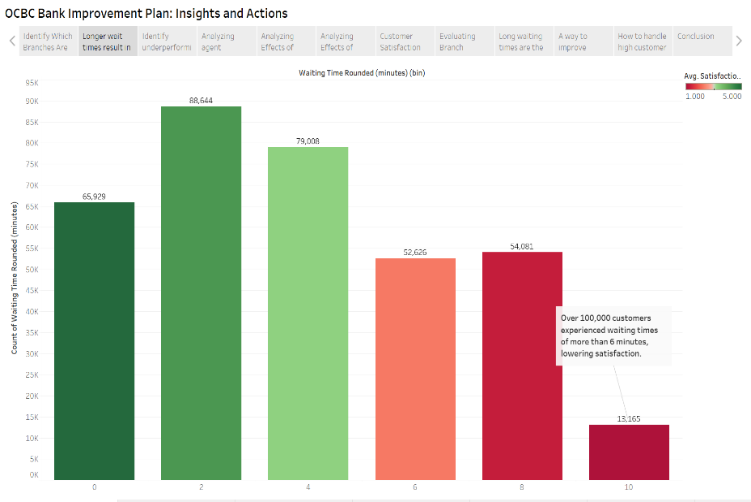 OCBC Bank Improvement Plan: Insights and Actions
Identify Which
Branches Are
Longer wait
times result in
Identify
underperform
Analyzing
agent
Analyzing
Effects of
Analyzing
Effects of
Customer
Satisfaction
Evaluating
Branch
Long waiting
times are the
A way to
improve
How to handle
high customer
Conclusion
Waiting Time Rounded (minutes) (bin)
Avg. Satisfactio..
1.000 5.000
Count of Waiting Time Rounded (minutes)
95K
90K
85K
80K
75K
70K
65K
60K
55K
50K
45K
40K
35K
30K
25K
20K
15K
10K
5K
0K
65,929
88,644
79,008
52,626
54,081
13,165
Over 100,000 customers
experienced waiting times
of more than 6 minutes,
lowering satisfaction.
0 2 4 6 8 10